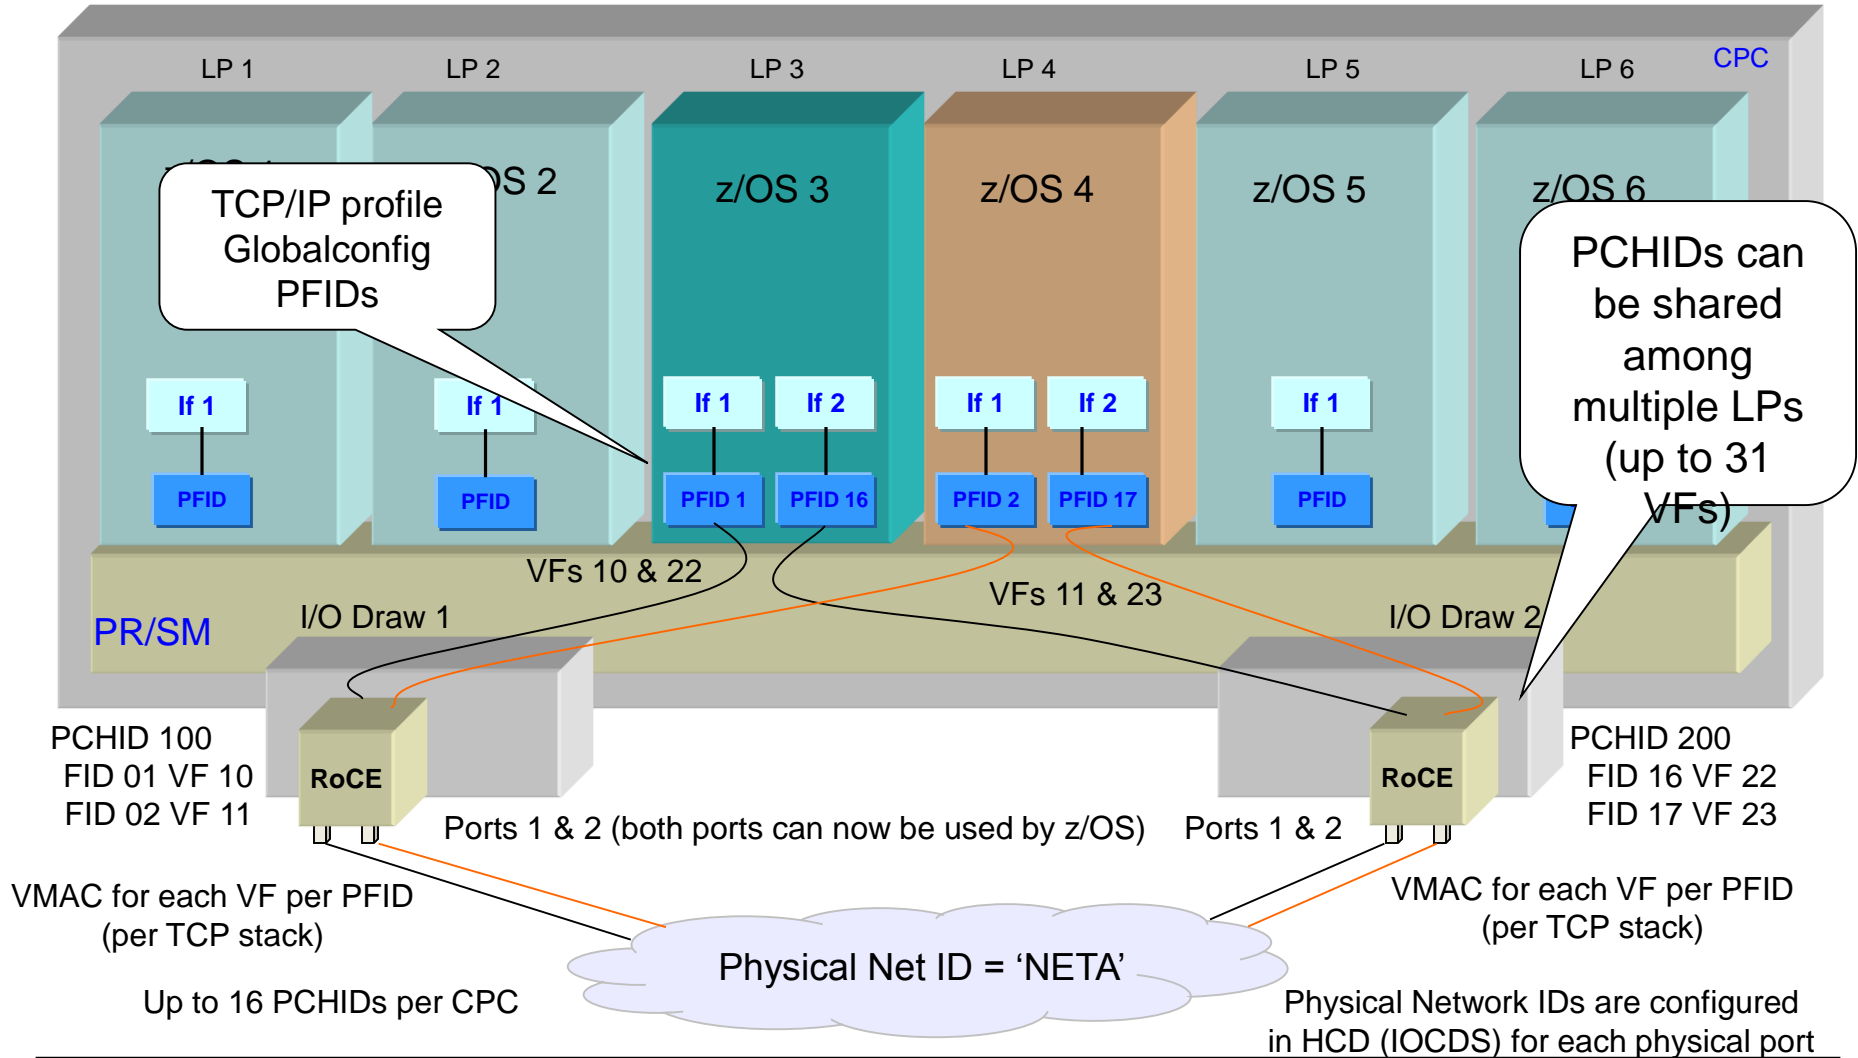 CPC
LP 1
LP 2
LP 3
LP 4
LP 5
LP 6
OS 2
z/OS 3
z/OS 4
z/OS 5
z/OS 6
TCP/IP profile
Globalconfig
PFIDs
PCHIDs can
be shared
among
multiple LPs
(up to 31
VFs)
If 1
If 1
If 1
If 2
If 1
If 2
If 1
PFID
PFID
PFID 1
PFID 16
PFID 2
PFID 17
PFID
VFs 10 & 22
VFs 11 & 23
I/O Draw 1
I/O Draw 2
PR/SM
PCHID 100
FID 01 VF 10
FID 02 VF 11
RoCE
RoCE
PCHID 200
FID 16 VF 22
FID 17 VF 23
Ports 1 & 2 (both ports can now be used by z/OS)
Ports 1 & 2
VMAC for each VF per PFID
(per TCP stack)
VMAC for each VF per PFID
(per TCP stack)
Physical Net ID = ‘NETA’
Up to 16 PCHIDs per CPC
Physical Network IDs are configured
in HCD (IOCDS) for each physical port